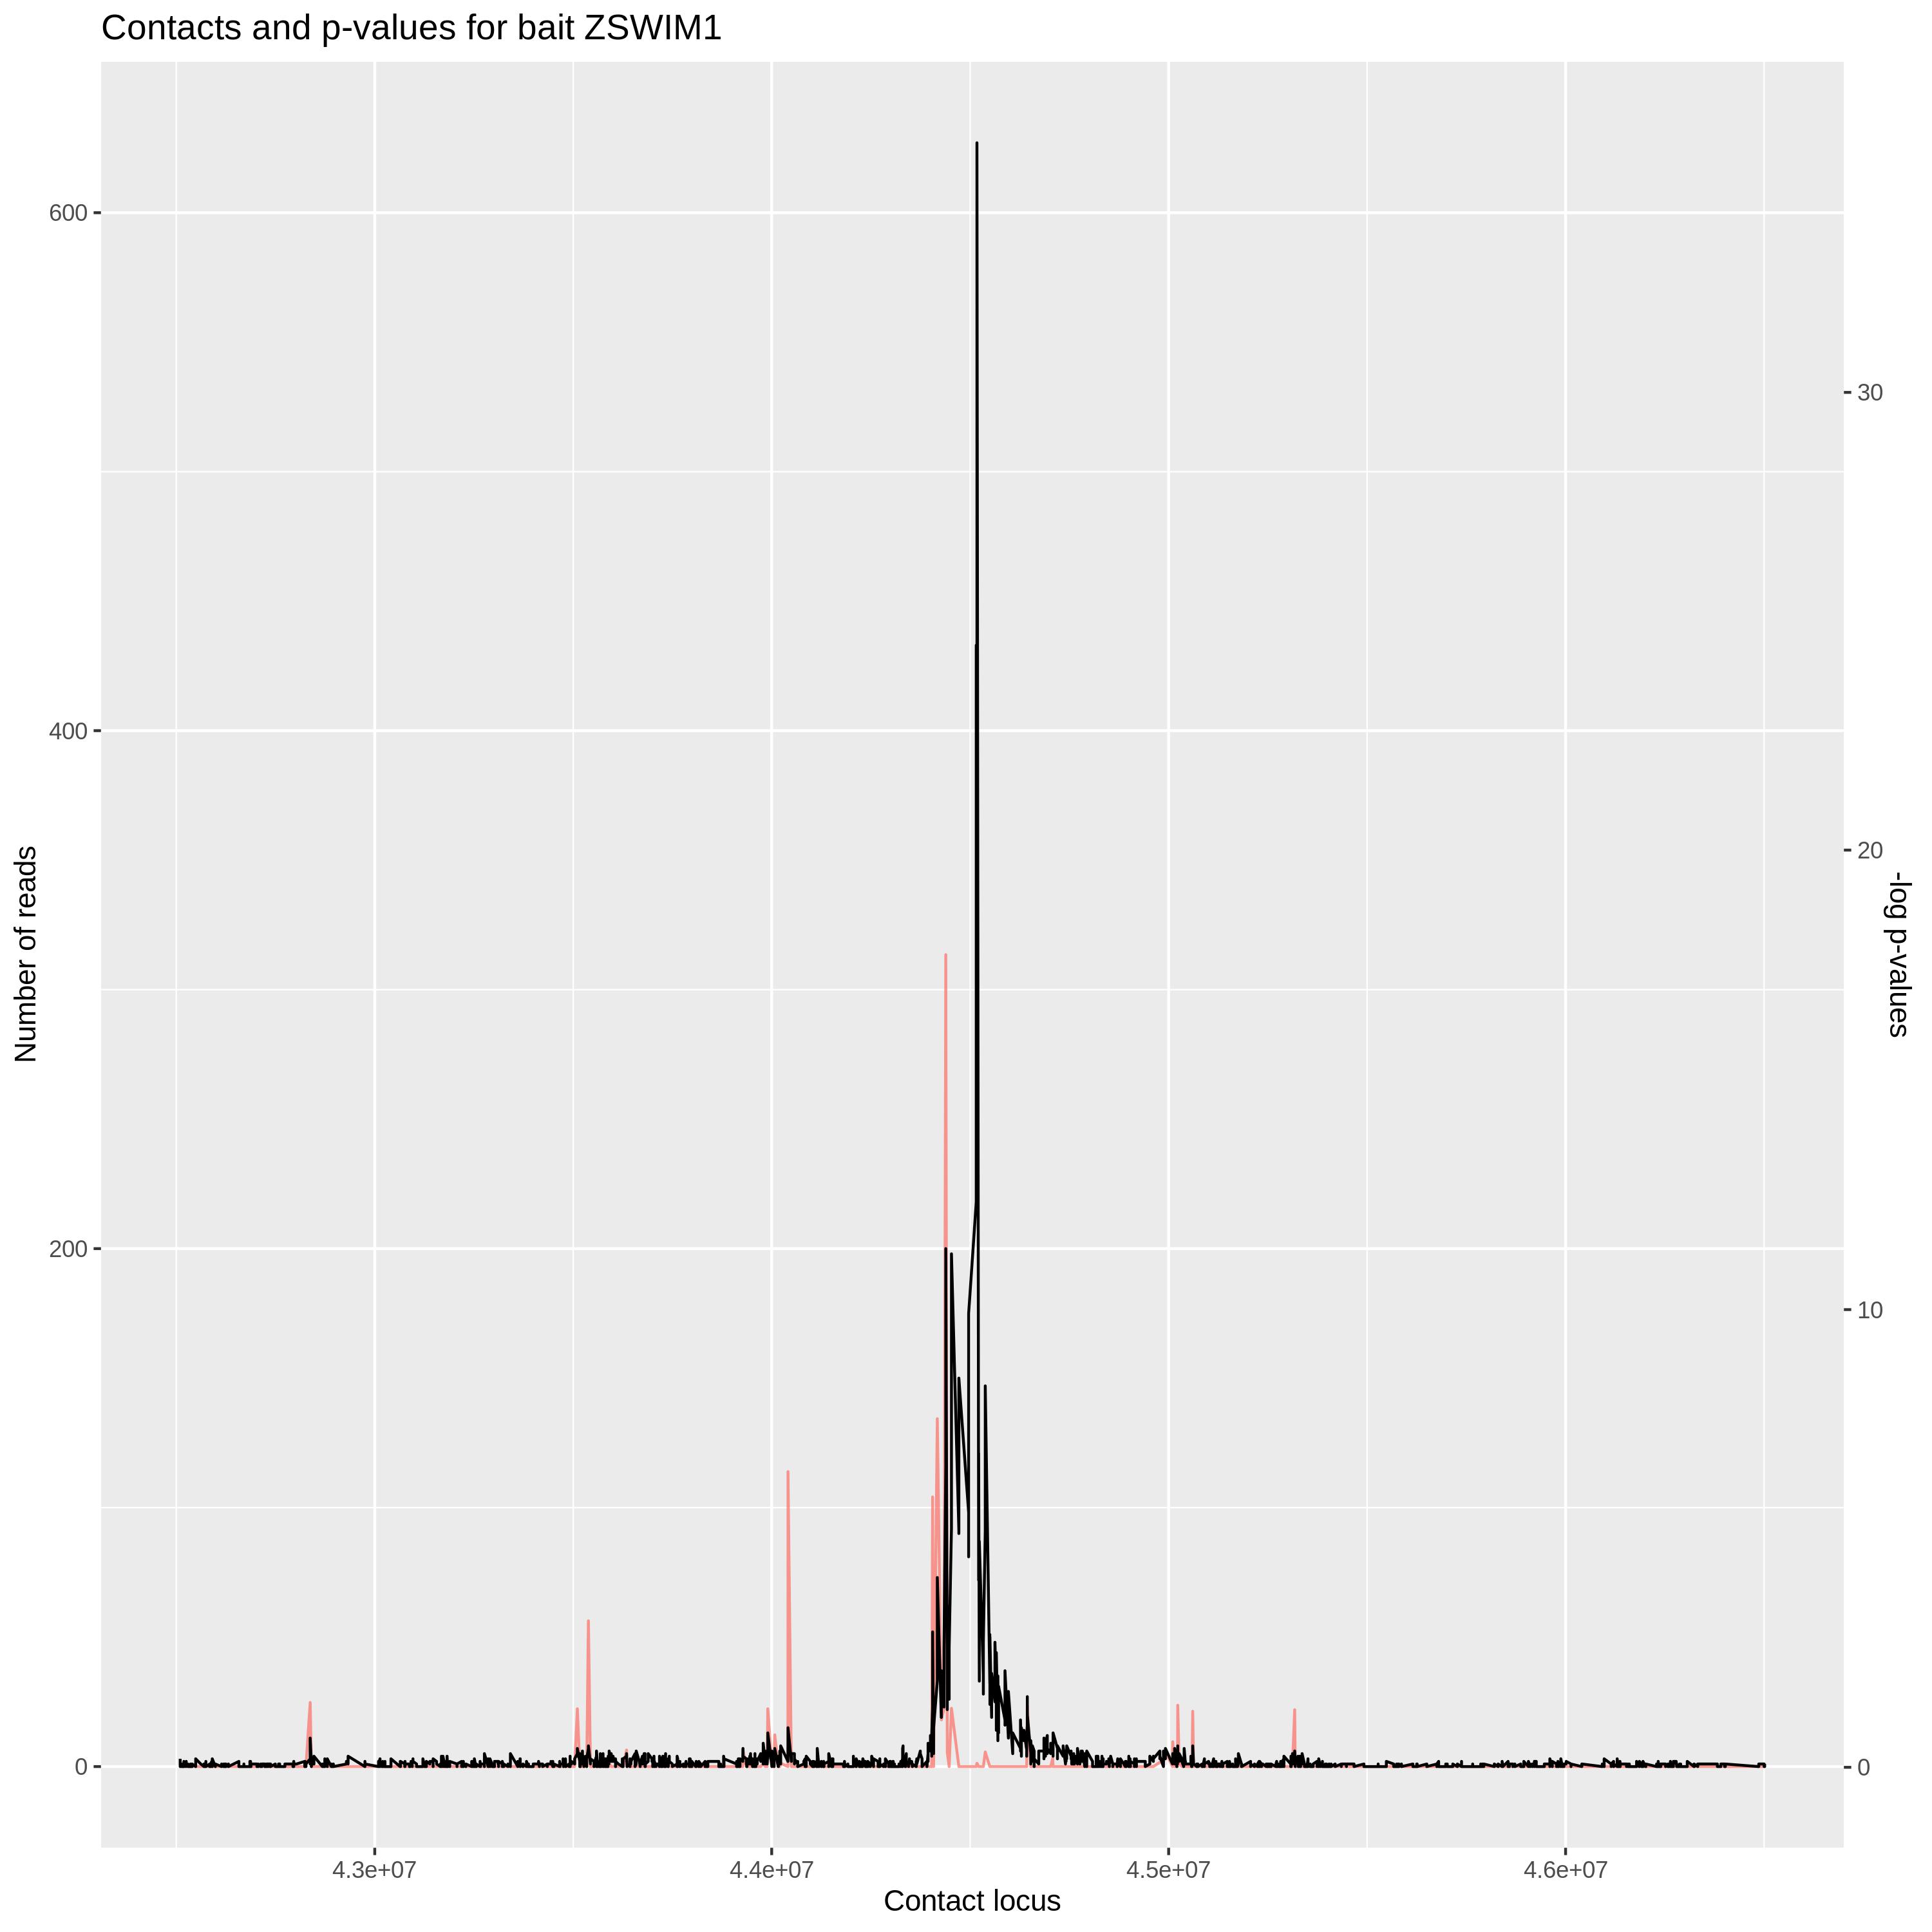 Contacts and p-values for bait ZSWIM1
600
400
200
0
Number of reads
30
20
10
0
-log p-values
4.3e+07
4.4e+07
4.5e+07
4.6e+07
Contact locus